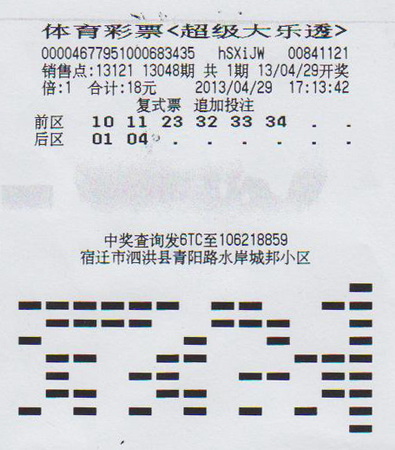 体育彩票<超级大乐透>
00004677951000683435 hSXiJW 00841121
销售点:13121 13048期 共 1期 13/04/29开奖
倍:1 合计:18元 2013/04/29 17:13:42
复式票 追加投注
前区 10 11 23 32 33 34 . .
后区 01 04 . . . . . .
中奖查询发6TC至106218859
宿迁市泗洪县青阳路水岸城邦小区